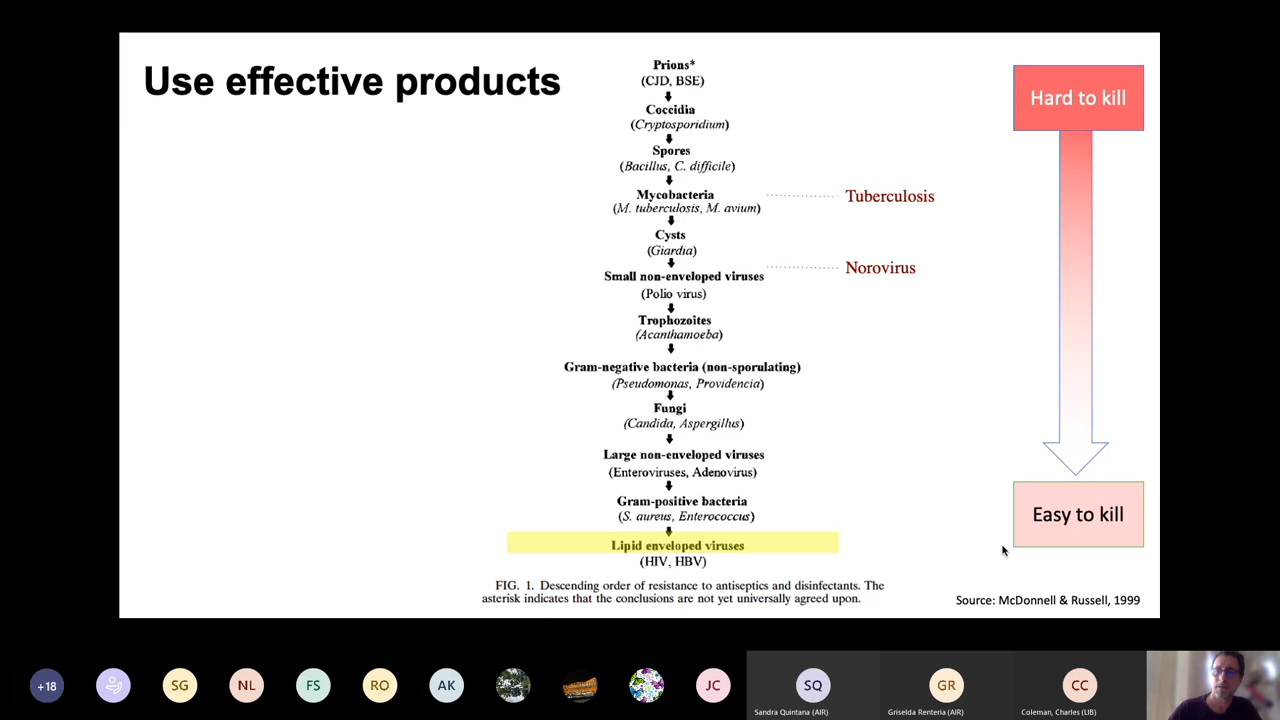 Use effective products
Prions*
(CJD, BSE)
Coccidia
(Cryptosporidium)
Spores
(Bacillus, C. difficile)
Mycobacteria
(M. tuberculosis, M. avium)
Cysts
(Giardia)
Small non-enveloped viruses
(Polio virus)
Trophozoites
(Acanthamoeba)
Gram-negative bacteria (non-sporulating)
(Pseudomonas, Providencia)
Fungi
(Candida, Aspergillus)
Large non-enveloped viruses
(Enteroviruses, Adenovirus)
Gram-positive bacteria
(S. aureus, Enterococcus)
Lipid enveloped viruses
(HIV, HBV)
FIG. 1. Descending order of resistance to antiseptics and disinfectants. The
asterisk indicates that the conclusions are not yet universally agreed upon.
Tuberculosis
Norovirus
Hard to kill
Easy to kill
Source: McDonnell & Russell, 1999
+18
SG
NL
FS
RO
AK
JC
SQ
Sandra Quintana (AIR)
GR
Griselda Renteria (AIR)
CC
Coleman, Charles (LIB)